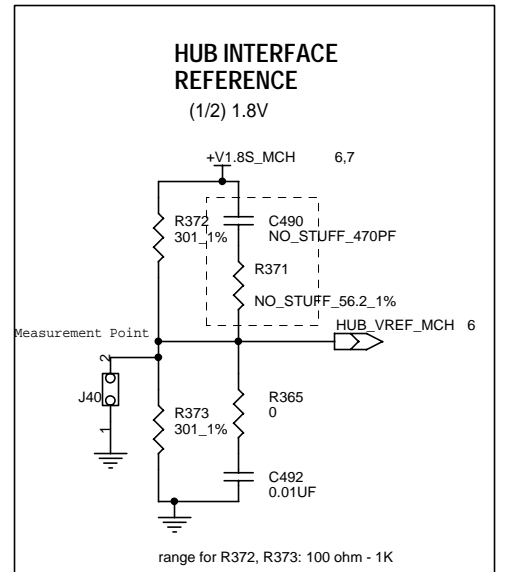 HUB INTERFACE
REFERENCE
(1/2) 1.8V
+V1.8S_MCH 6,7
R372
301_1%
C490
NO_STUFF_470PF
R371
NO_STUFF_56.2_1%
HUB_VREF_MCH 6
Measurement Point
2
J40
1
R373
301_1%
R365
0
C492
0.01UF
range for R372, R373: 100 ohm - 1K